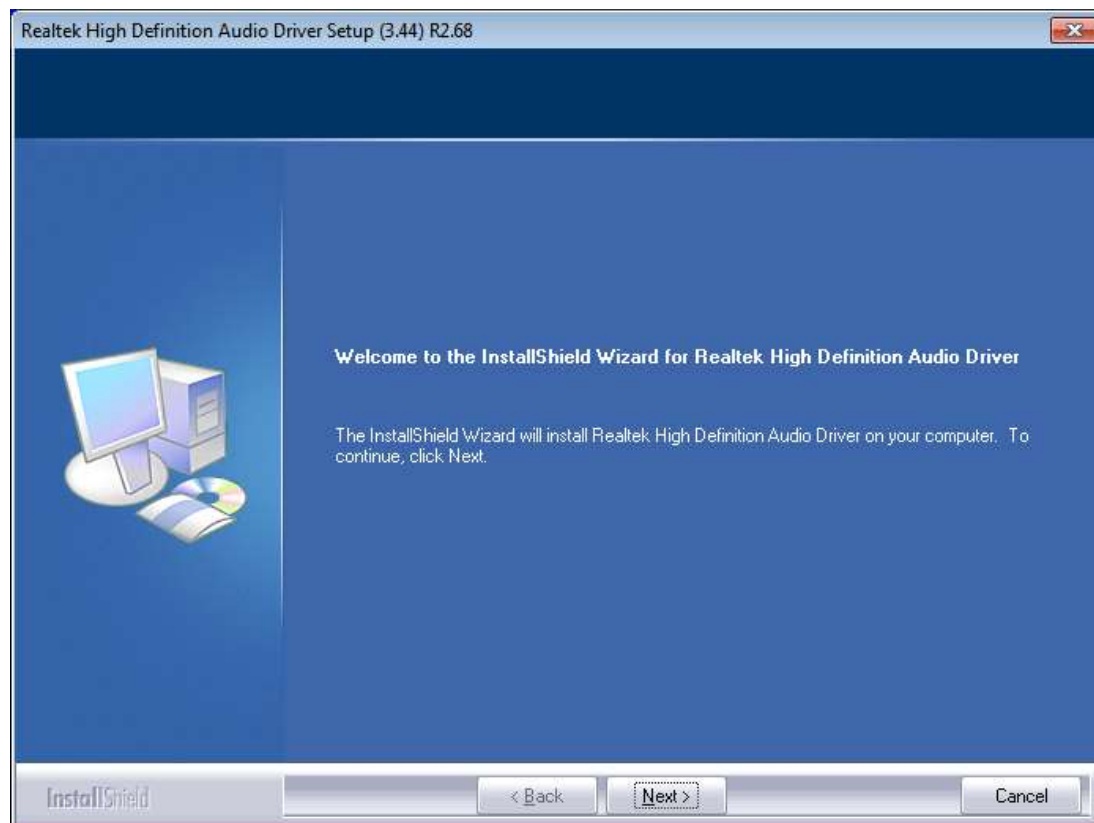 Realtek High Definition Audio Driver Setup (3.44) R2.68
Welcome to the InstallShield Wizard for Realtek High Definition Audio Driver
The InstallShield Wizard will install Realtek High Definition Audio Driver on your computer. To
continue, click Next.
InstallShield
< Back
Next >
Cancel